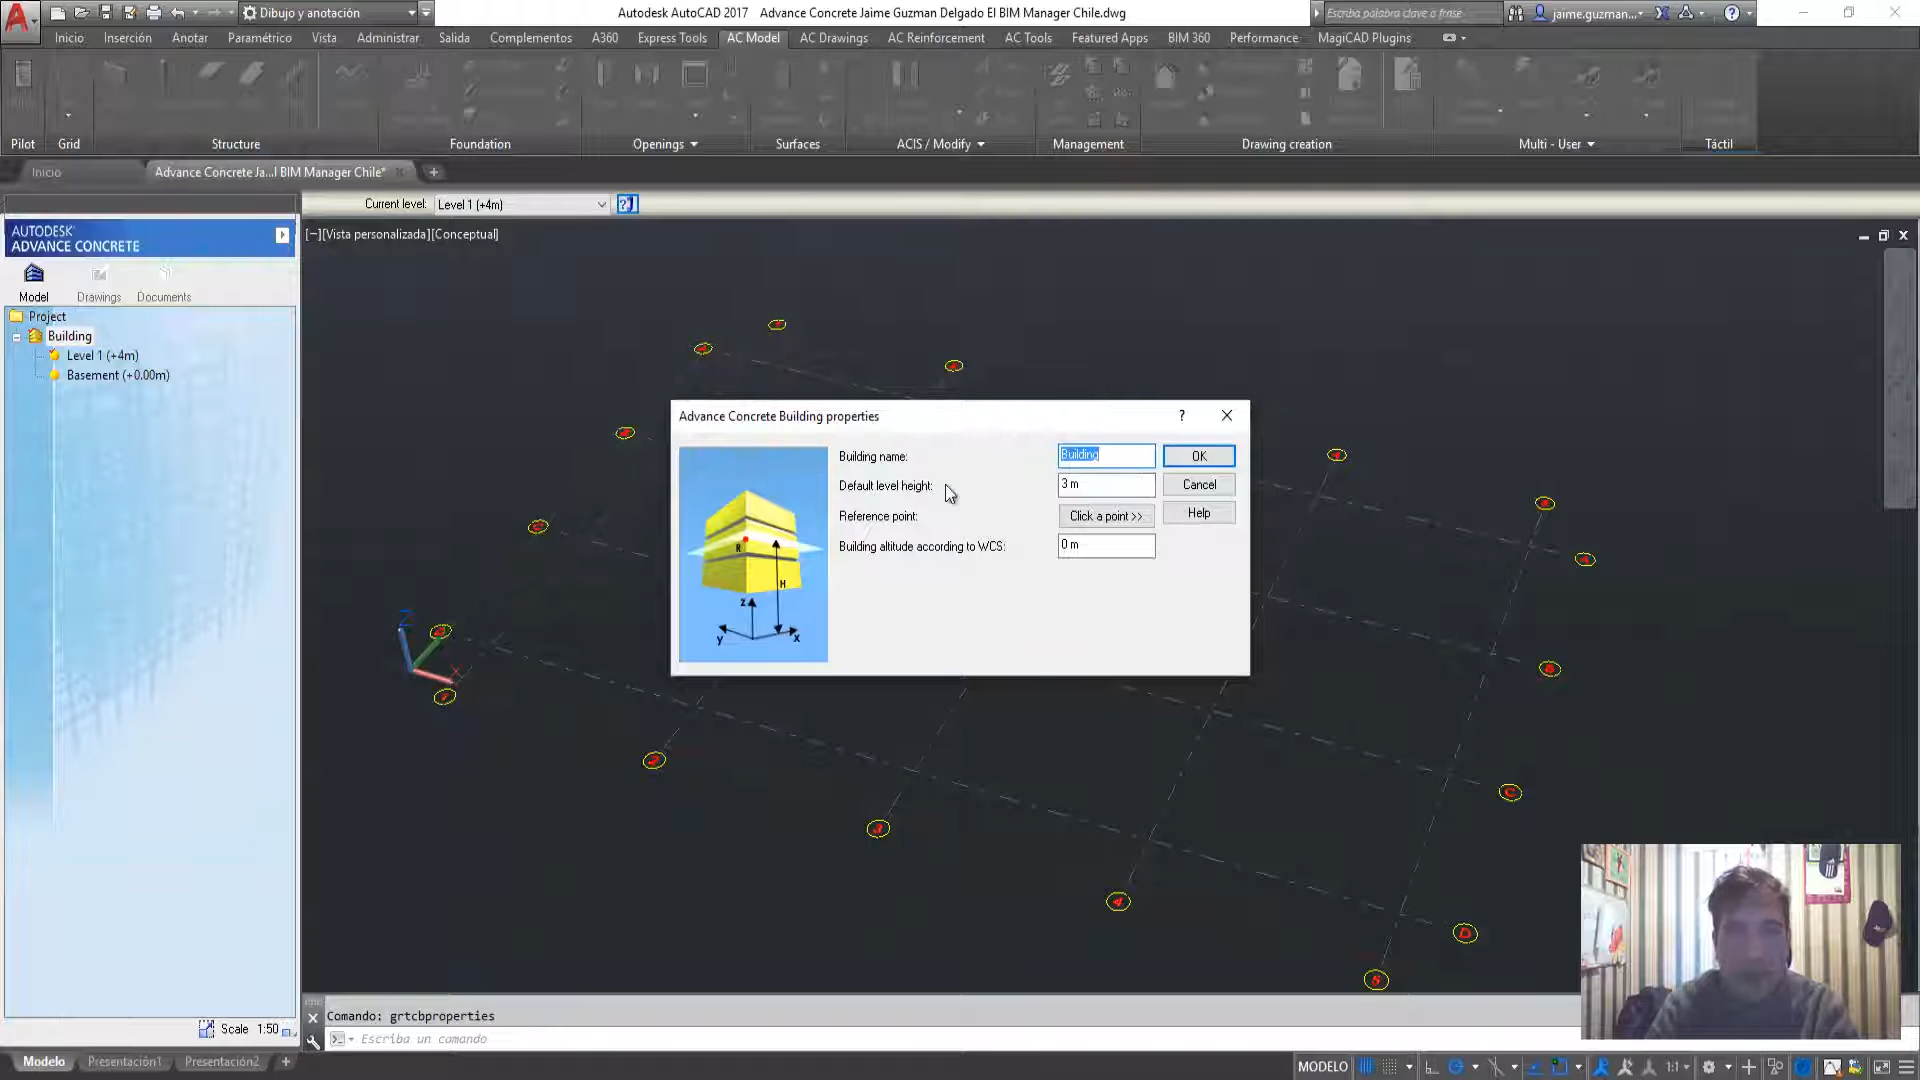 Dibujo y anotación
Autodesk AutoCAD 2017 Advance Concrete Jaime Guzman Delgado El BIM Manager Chile.dwg
Escriba palabra clave o frase
jaime.guzman...
Inicio Inserción Anotar Paramétrico Vista Administrar Salida Complementos A360 Express Tools AC Model AC Drawings AC Reinforcement AC Tools Featured Apps BIM 360 Performance MagiCAD Plugins
Pilot Grid Structure Foundation Openings Surfaces ACIS / Modify Management Drawing creation Multi - User Táctil
Inicio
Advance Concrete Ja...l BIM Manager Chile*
Current level: Level 1 (+4m)
AUTODESK®
ADVANCE CONCRETE
[−][Vista personalizada][Conceptual]
Model Drawings Documents
Project
Building
Level 1 (+4m)
Basement (+0.00m)
Advance Concrete Building properties
Building name: Building OK
Default level height: 3 m Cancel
Reference point: Click a point >> Help
Building altitude according to WCS: 0 m
R
H
z
y
x
Z
X
2
3
4
5
B
C
D
Comando: grtcbproperties
Escriba un comando
Scale 1:50
Modelo Presentación1 Presentación2
MODELO
1:1